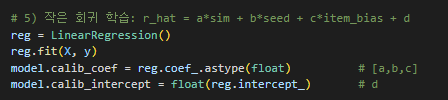 # 5) 작은 회귀 학습: r_hat = a*sim + b*seed + c*item_bias + d
reg = LinearRegression()
reg.fit(X, y)
model.calib_coef = reg.coef_.astype(float)          # [a,b,c]
model.calib_intercept = float(reg.intercept_)       # d